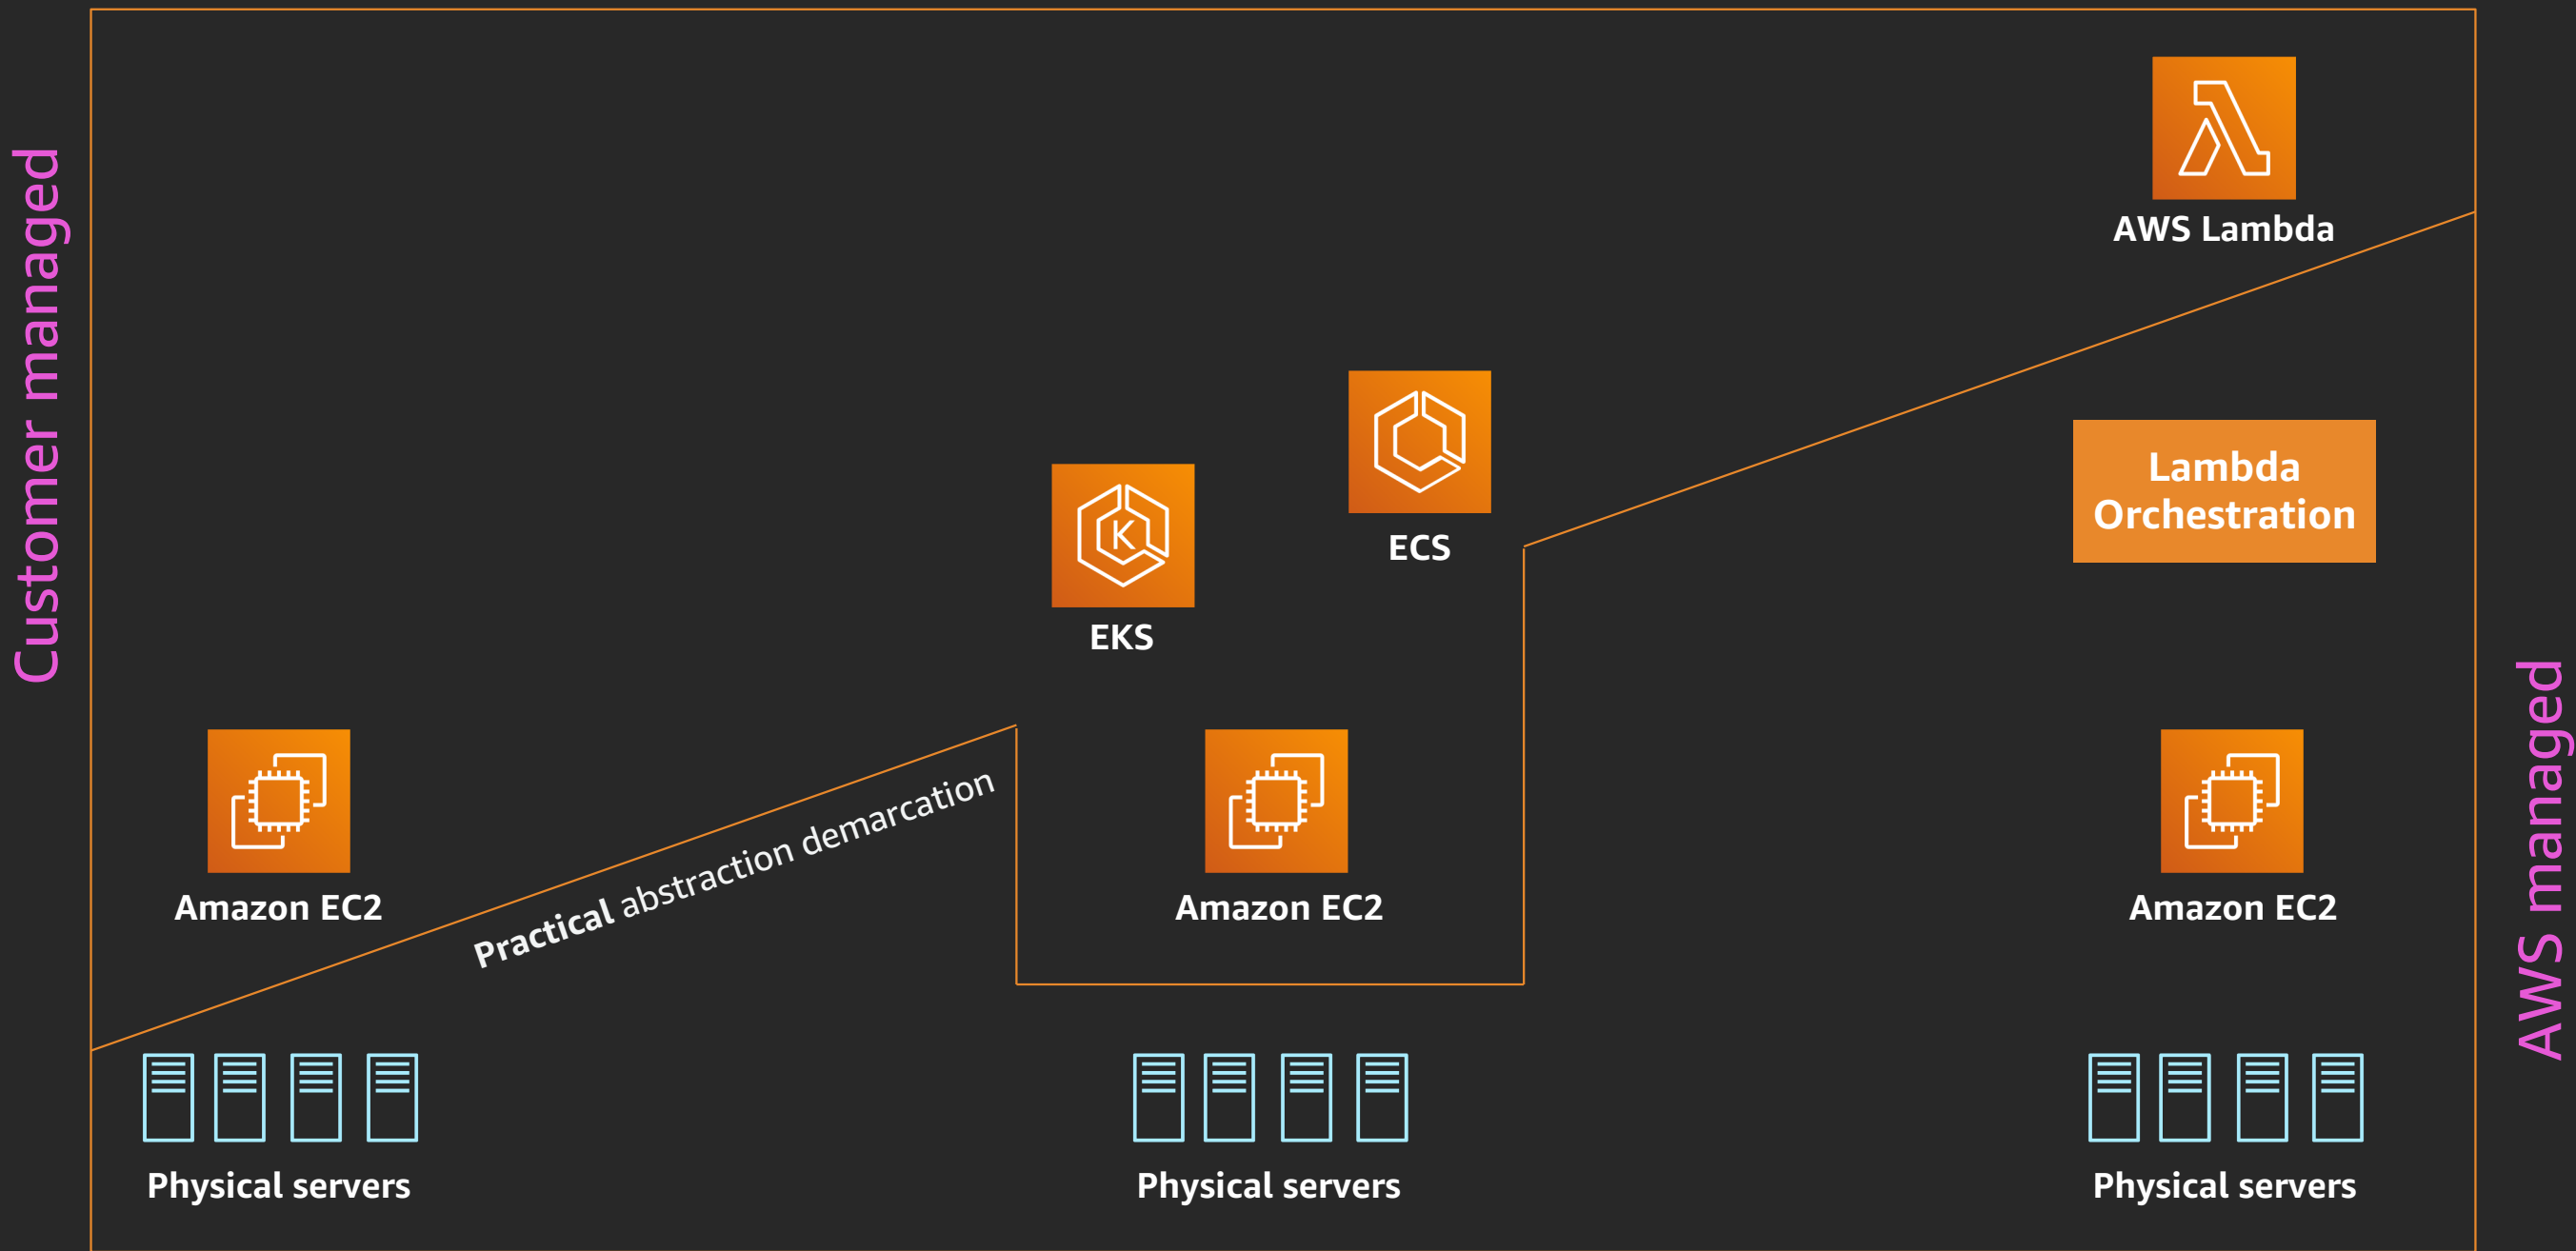 Customer managed
AWS Lambda
Lambda
Orchestration
ECS
K
EKS
Amazon EC2
Practical abstraction demarcation
Amazon EC2
Amazon EC2
AWS managed
Physical servers
Physical servers
Physical servers